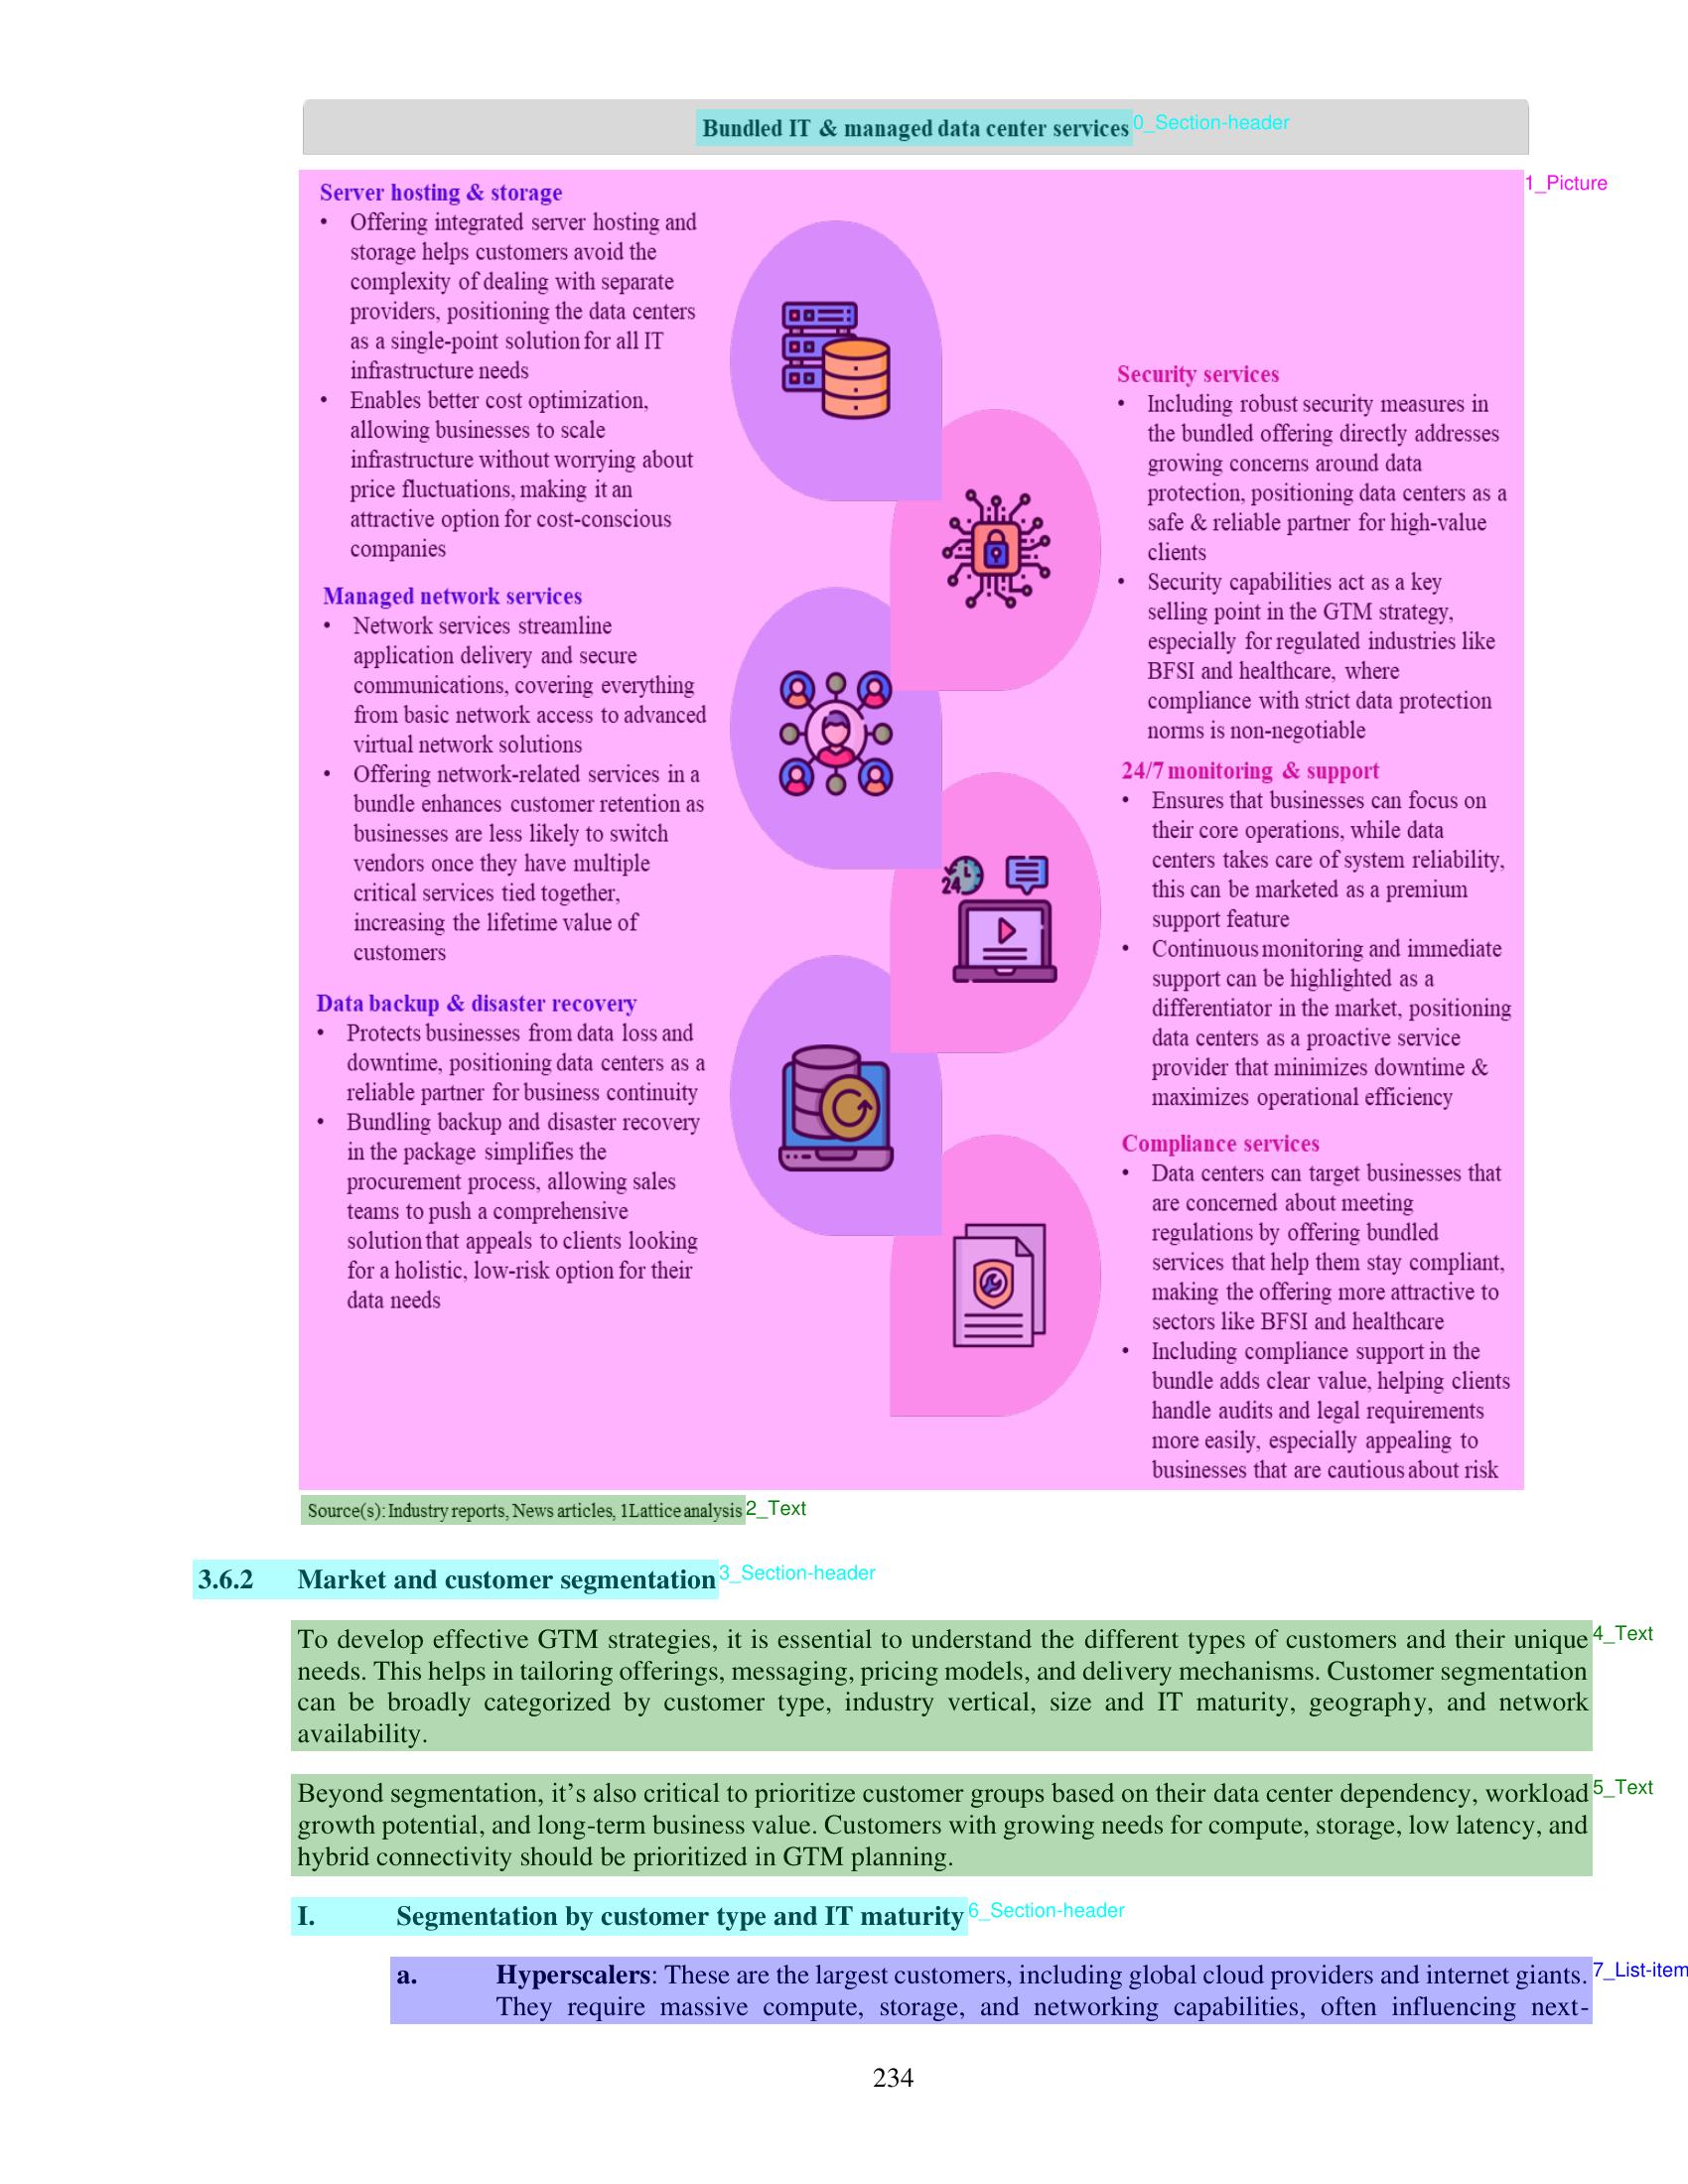 Bundled IT & managed data center services
0_Section-header
1_Picture
Server hosting & storage
• Offering integrated server hosting and
storage helps customers avoid the
complexity of dealing with separate
providers, positioning the data centers
as a single-point solution for all IT
infrastructure needs
• Enables better cost optimization,
allowing businesses to scale
infrastructure without worrying about
price fluctuations, making it an
attractive option for cost-conscious
companies
Managed network services
• Network services streamline
application delivery and secure
communications, covering everything
from basic network access to advanced
virtual network solutions
• Offering network-related services in a
bundle enhances customer retention as
businesses are less likely to switch
vendors once they have multiple
critical services tied together,
increasing the lifetime value of
customers
Data backup & disaster recovery
• Protects businesses from data loss and
downtime, positioning data centers as a
reliable partner for business continuity
• Bundling backup and disaster recovery
in the package simplifies the
procurement process, allowing sales
teams to push a comprehensive
solution that appeals to clients looking
for a holistic, low-risk option for their
data needs
24
Security services
• Including robust security measures in
the bundled offering directly addresses
growing concerns around data
protection, positioning data centers as a
safe & reliable partner for high-value
clients
• Security capabilities act as a key
selling point in the GTM strategy,
especially for regulated industries like
BFSI and healthcare, where
compliance with strict data protection
norms is non-negotiable
24/7 monitoring & support
• Ensures that businesses can focus on
their core operations, while data
centers takes care of system reliability,
this can be marketed as a premium
support feature
• Continuous monitoring and immediate
support can be highlighted as a
differentiator in the market, positioning
data centers as a proactive service
provider that minimizes downtime &
maximizes operational efficiency
Compliance services
• Data centers can target businesses that
are concerned about meeting
regulations by offering bundled
services that help them stay compliant,
making the offering more attractive to
sectors like BFSI and healthcare
• Including compliance support in the
bundle adds clear value, helping clients
handle audits and legal requirements
more easily, especially appealing to
businesses that are cautious about risk
Source(s): Industry reports, News articles, 1Lattice analysis
2_Text
3.6.2 Market and customer segmentation
3_Section-header
To develop effective GTM strategies, it is essential to understand the different types of customers and their unique
needs. This helps in tailoring offerings, messaging, pricing models, and delivery mechanisms. Customer segmentation
can be broadly categorized by customer type, industry vertical, size and IT maturity, geography, and network
availability.
4_Text
Beyond segmentation, it’s also critical to prioritize customer groups based on their data center dependency, workload
growth potential, and long-term business value. Customers with growing needs for compute, storage, low latency, and
hybrid connectivity should be prioritized in GTM planning.
5_Text
I. Segmentation by customer type and IT maturity
6_Section-header
a. Hyperscalers: These are the largest customers, including global cloud providers and internet giants.
They require massive compute, storage, and networking capabilities, often influencing next-
7_List-item
234